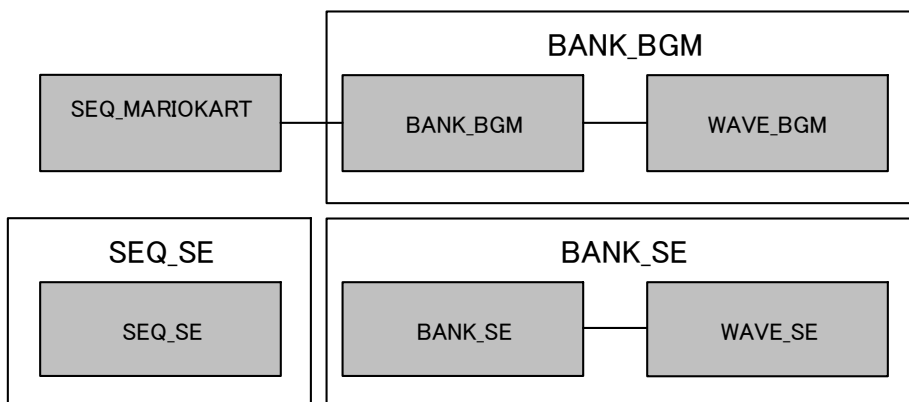 BANK_BGM
SEQ_MARIOKART
BANK_BGM
WAVE_BGM
SEQ_SE
BANK_SE
SEQ_SE
BANK_SE
WAVE_SE